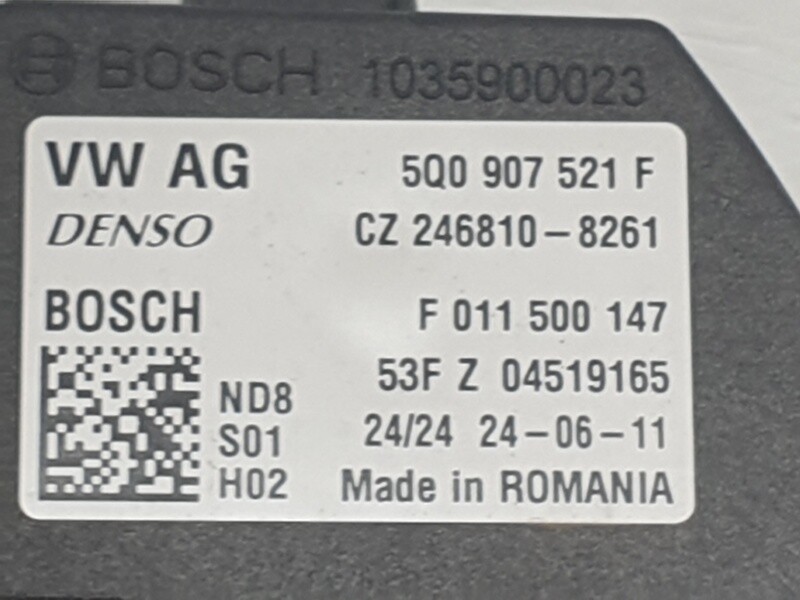 BOSCH 1035900023
VW AG 5Q0 907 521 F
DENSO CZ 246810-8261
BOSCH F 011 500 147
53F Z 04519165
ND8
S01 24/24 24-06-11
H02 Made in ROMANIA